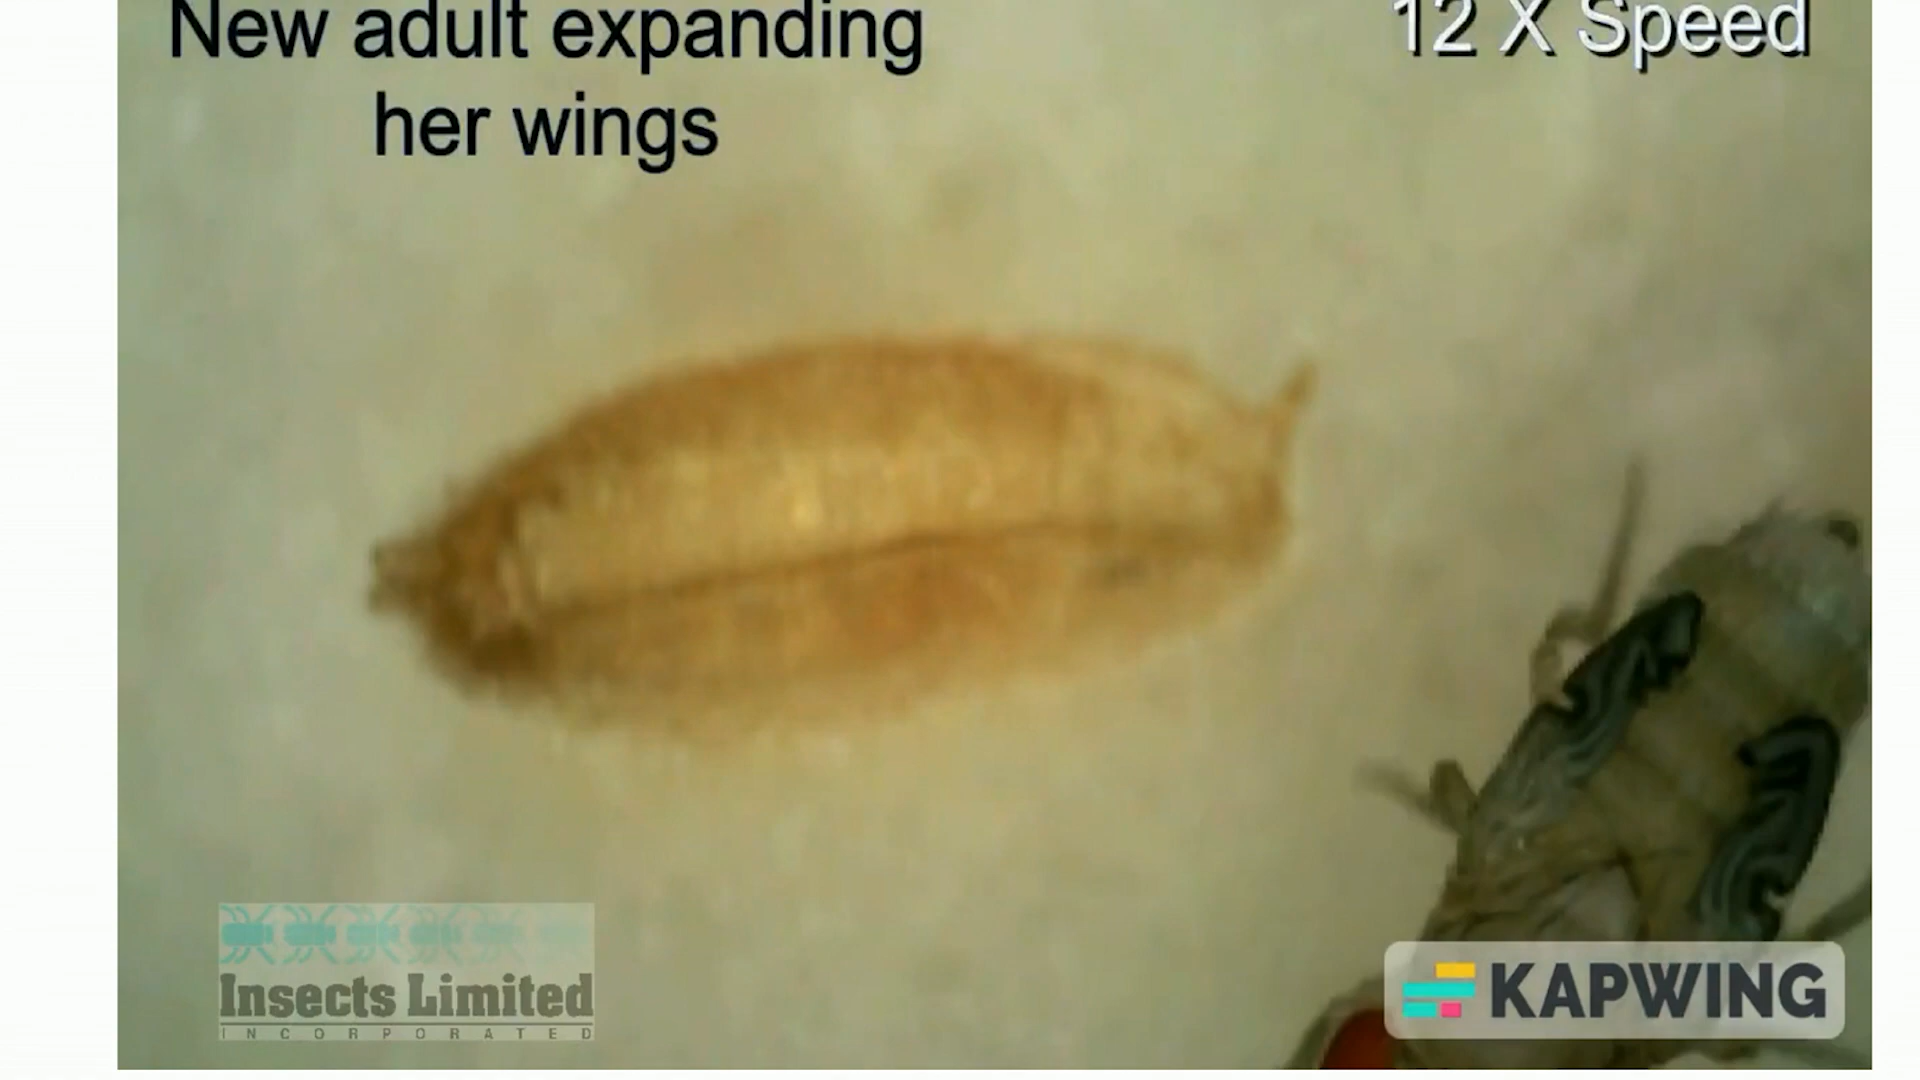 New adult expanding
her wings
12 X Speed
Insects Limited
INCORPORATED
KAPWING